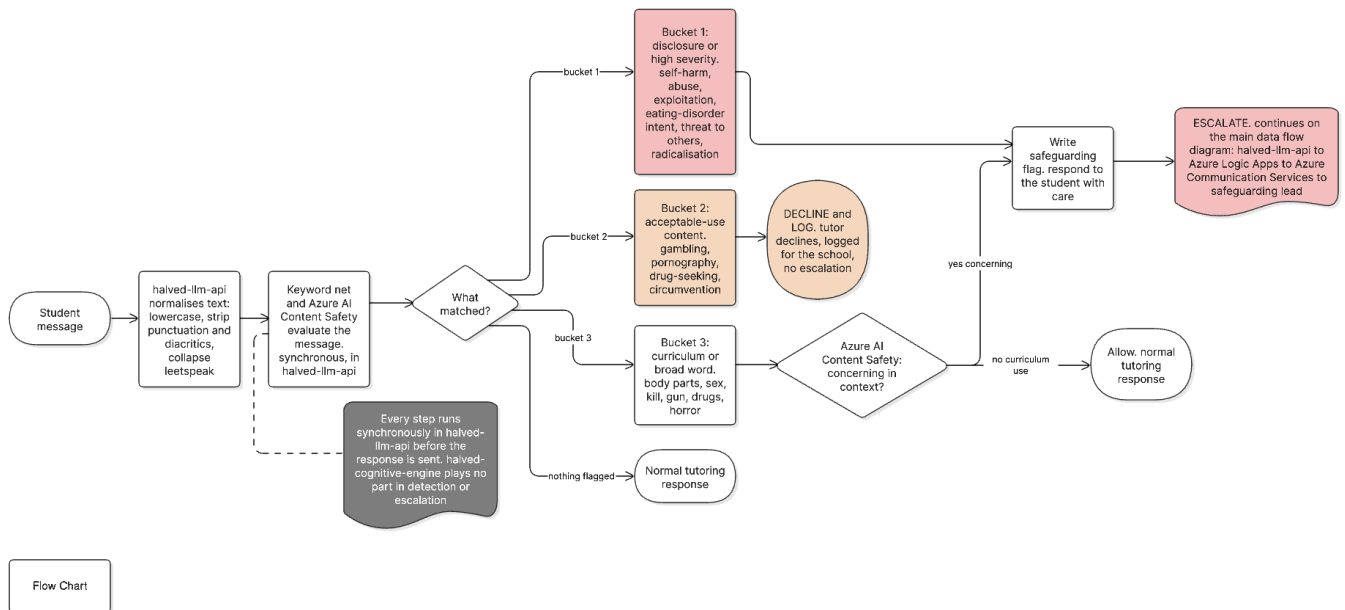 Student
message
halved-llm-api
normalises text:
lowercase, strip
punctuation and
diacritics,
collapse
leetspeak
Keyword net
and Azure AI
Content Safety
evaluate the
message.
synchronous, in
halved-llm-api
Every step runs
synchronously in halved-
llm-api before the
response is sent. halved-
cognitive-engine plays no
part in detection or
escalation
What
matched?
bucket 1
Bucket 1:
disclosure or
high severity.
self-harm,
abuse,
exploitation,
eating-disorder
intent, threat to
others,
radicalisation
bucket 2
Bucket 2:
acceptable-use
content.
gambling,
pornography,
drug-seeking,
circumvention
DECLINE and
LOG. tutor
declines, logged
for the school,
no escalation
bucket 3
Bucket 3:
curriculum or
broad word.
body parts, sex,
kill, gun, drugs,
horror
Azure AI
Content Safety:
concerning in
context?
yes concerning
Write
safeguarding
flag. respond to
the student with
care
ESCALATE. continues on
the main data flow
diagram: halved-llm-api to
Azure Logic Apps to Azure
Communication Services to
safeguarding lead
no curriculum
use
Allow. normal
tutoring
response
nothing flagged
Normal tutoring
response
Flow Chart